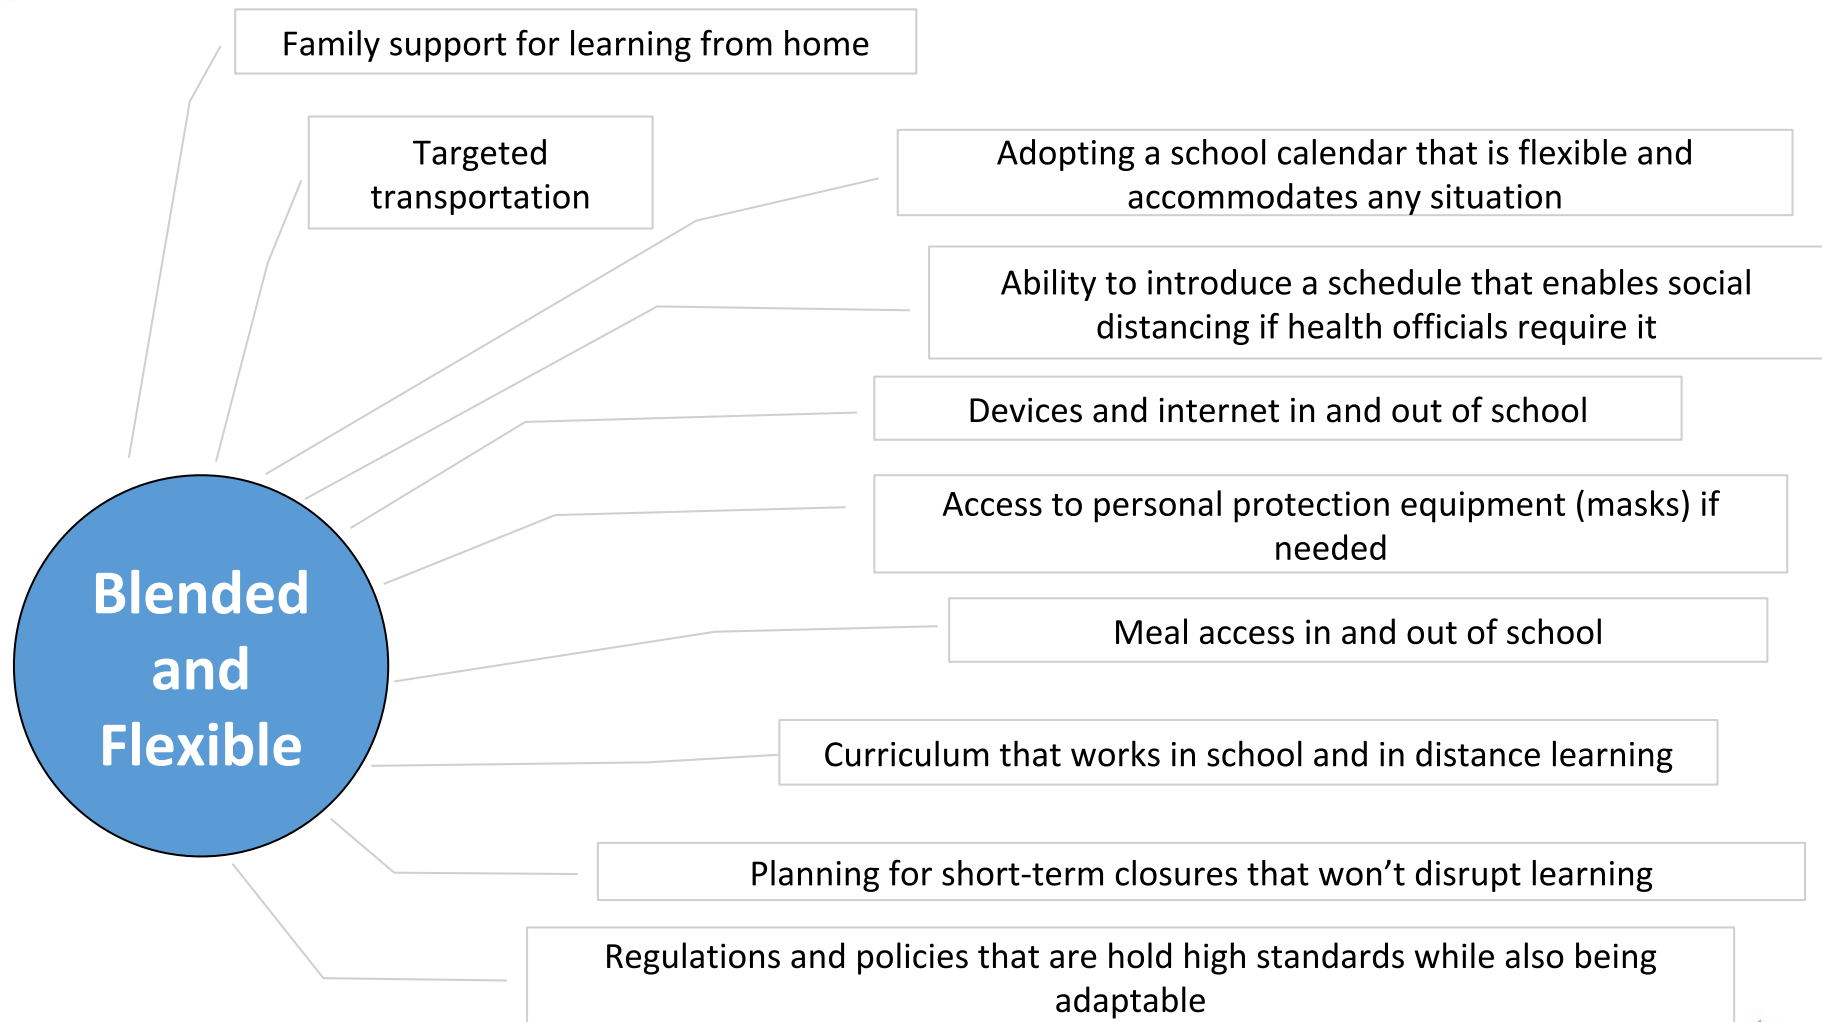 Family support for learning from home
Targeted
transportation
Adopting a school calendar that is flexible and
accommodates any situation
Ability to introduce a schedule that enables social
distancing if health officials require it
Devices and internet in and out of school
Access to personal protection equipment (masks) if
needed
Meal access in and out of school
Curriculum that works in school and in distance learning
Planning for short-term closures that won’t disrupt learning
Regulations and policies that are hold high standards while also being
adaptable
Blended
and
Flexible